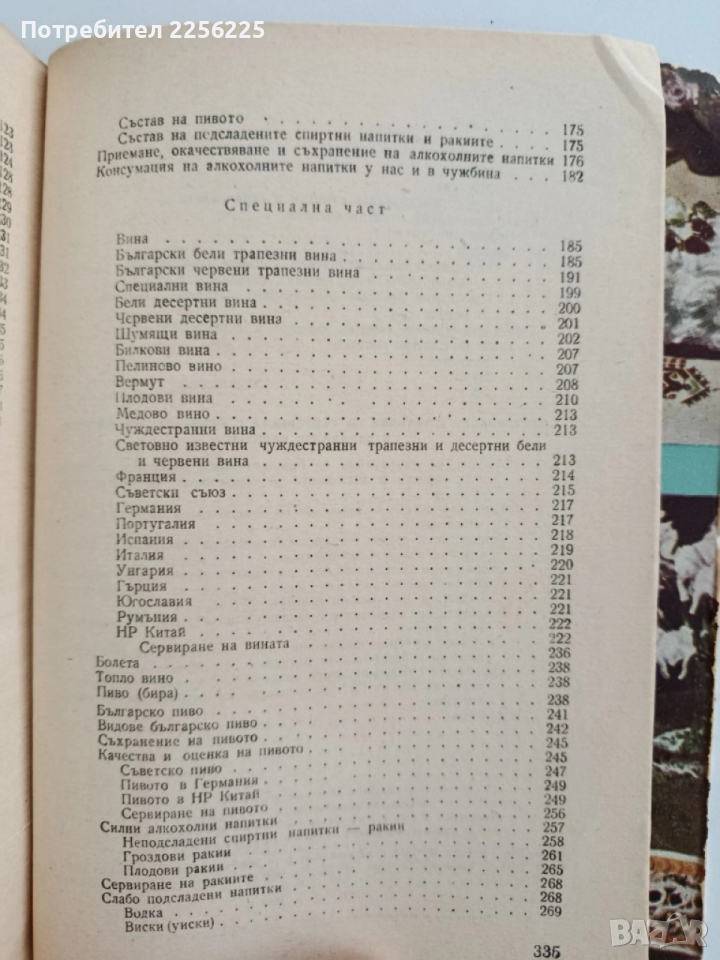 Потребител 2256225
Състав на пивото . . . 175
Състав на подсладените спиртни напитки и ракиите . 175
Приемане, окачествяване и съхранение на алкохолните напитки 176
Консумация на алкохолните напитки у нас и в чужбина . . . 182
Специална част
Вина . . . 185
Български бели трапезни вина . . . 185
Български червени трапезни вина . . . 191
Специални вина . . . 199
Бели десертни вина . . . 200
Червени десертни вина . . . 201
Шумящи вина . . . 202
Билкови вина . . . 207
Пелиново вино . . . 207
Вермут . . . 208
Плодови вина . . . 210
Медово вино . . . 213
Чуждестранни вина . . . 213
Световно известни чуждестранни трапезни и десертни бели
и червени вина . . . 213
Франция . . . 214
Съветски съюз . . . 215
Германия . . . 217
Португалия . . . 217
Испания . . . 218
Италия . . . 219
Унгария . . . 220
Гърция . . . 221
Югославия . . . 221
Румъния . . . 221
НР Китай . . . 222
Сервиране на вината . . . 222
Болета . . . 236
Топло вино . . . 238
Пиво (бира) . . . 238
Българско пиво . . . 238
Видове българско пиво . . . 241
Съхранение на пивото . . . 242
Качества и оценка на пивото . . . 245
Съветско пиво . . . 245
Пивото в Германия . . . 247
Пивото в НР Китай . . . 249
Сервиране на пивото . . . 249
Силни алкохолни напитки . . . 256
Неподсладени спиртни напитки — ракии . . . 257
Гроздови ракии . . . 258
Плодови ракии . . . 261
Сервиране на ракиите . . . 265
Слабо подсладени напитки . . . 268
Водка . . . 268
Виски (уиски) . . . 269
335
BAZAR